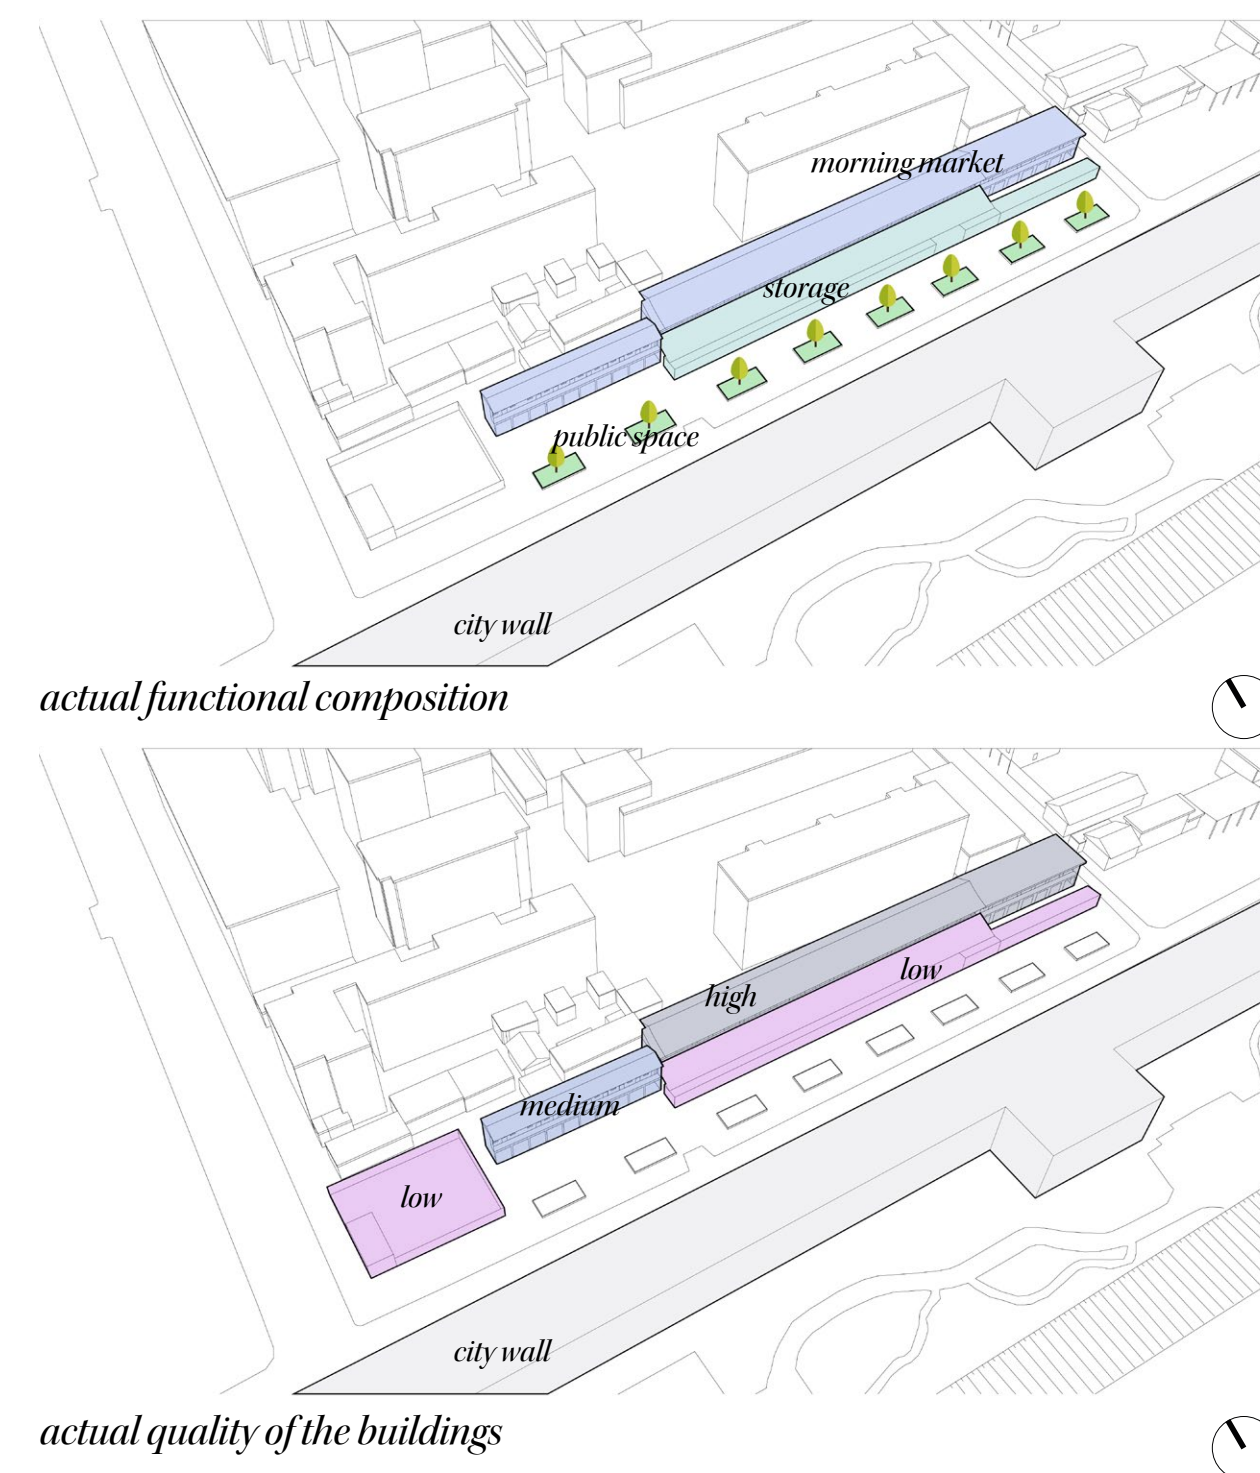 morning market
storage
public space
city wall
actual functional composition
low
high
medium
low
city wall
actual quality of the buildings